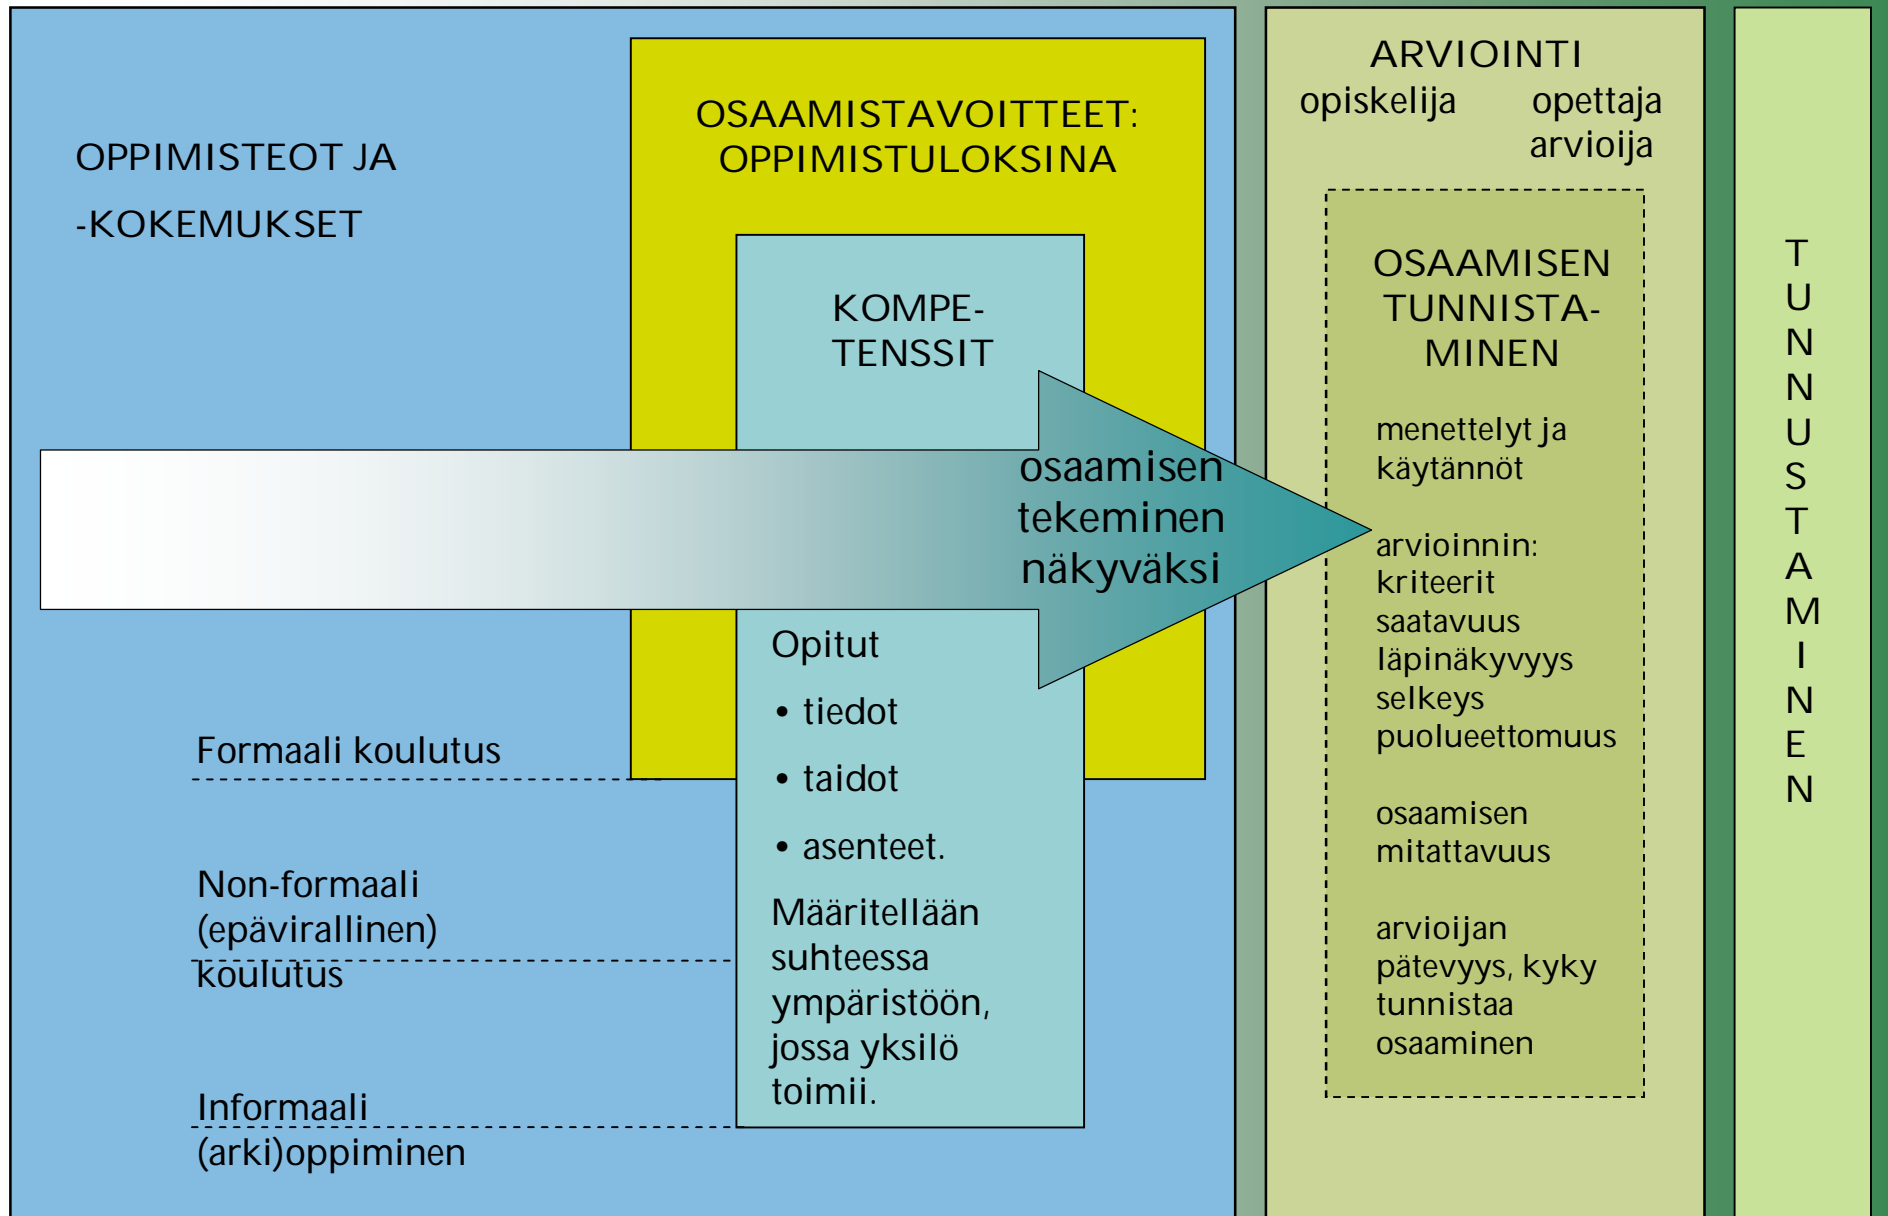 OPPIMISTEOT JA
-KOKEMUKSET
OSAAMISTAVOITTEET:
OPPIMISTULOKSINA
KOMPE-
TENSSIT
osaamisen
tekeminen
näkyväksi
Opitut
• tiedot
• taidot
• asenteet.
Määritellään
suhteessa
ympäristöön,
jossa yksilö
toimii.
Formaali koulutus
Non-formaali
(epävirallinen)
koulutus
Informaali
(arki)oppiminen
ARVIOINTI
opiskelija opettaja
arvioija
OSAAMISEN
TUNNISTA-
MINEN
menettelyt ja
käytännöt
arvioinnin:
kriteerit
saatavuus
läpinäkyvyys
selkeys
puolueettomuus
osaamisen
mitattavuus
arvioijan
pätevyys, kyky
tunnistaa
osaaminen
T
U
N
N
U
S
T
A
M
I
N
E
N